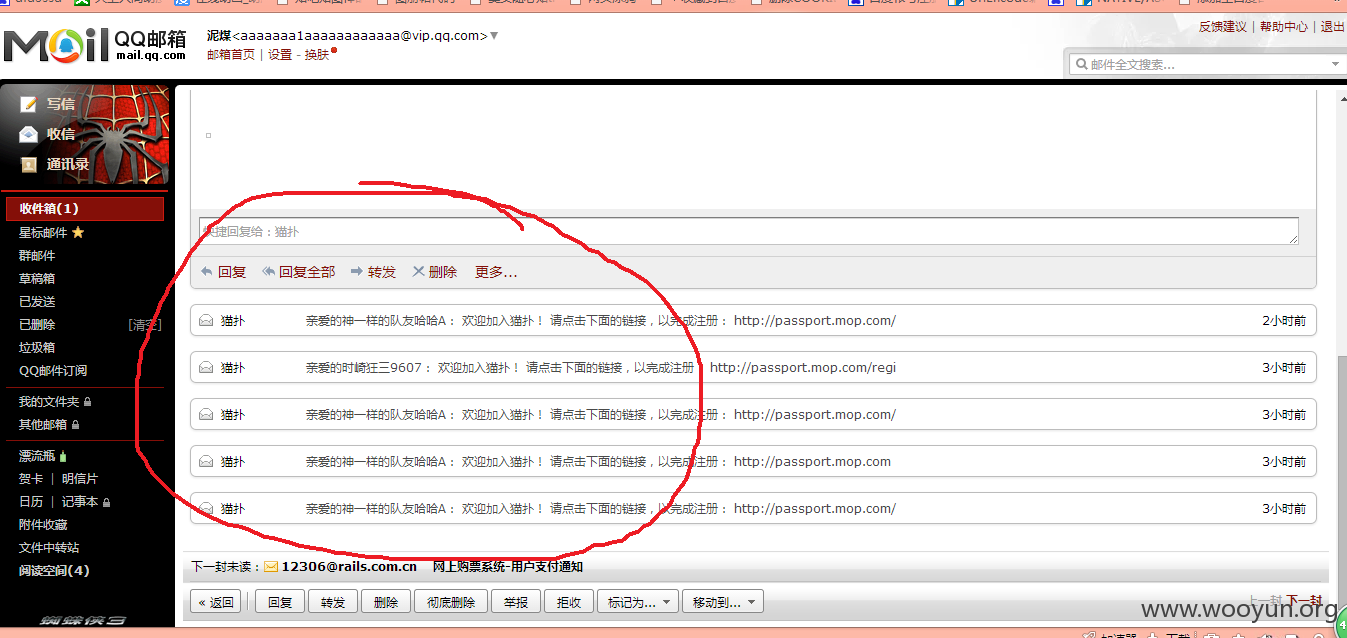 Mail QQ邮箱 mail.qq.com
泥煤<aaaaaaa1aaaaaaaaaaaaa@vip.qq.com>
邮箱首页 | 设置 - 换肤
反馈建议 | 帮助中心 | 退出
邮件全文搜索...
写信
收信
通讯录
收件箱(1)
星标邮件
群邮件
草稿箱
已发送
已删除 [清空]
垃圾箱
QQ邮件订阅
我的文件夹
其他邮箱
漂流瓶
贺卡 | 明信片
日历 | 记事本
附件收藏
文件中转站
阅读空间(4)
蜘蛛侠3
快捷回复给：猫扑
回复 回复全部 转发 删除 更多...
猫扑 亲爱的神一样的队友哈哈A： 欢迎加入猫扑！ 请点击下面的链接，以完成注册： http://passport.mop.com/ 2小时前
猫扑 亲爱的时崎狂三9607： 欢迎加入猫扑！ 请点击下面的链接，以完成注册 http://passport.mop.com/regi 3小时前
猫扑 亲爱的神一样的队友哈哈A： 欢迎加入猫扑！ 请点击下面的链接，以完成注册： http://passport.mop.com/ 3小时前
猫扑 亲爱的神一样的队友哈哈A： 欢迎加入猫扑！ 请点击下面的链接，以完成注册： http://passport.mop.com 3小时前
猫扑 亲爱的神一样的队友哈哈A： 欢迎加入猫扑！ 请点击下面的链接，以完成注册： http://passport.mop.com/ 3小时前
下一封未读： 12306@rails.com.cn 网上购票系统-用户支付通知
« 返回 回复 转发 删除 彻底删除 举报 拒收 标记为... 移动到...
上一封 下一封
www.wooyun.org
加速器 下载